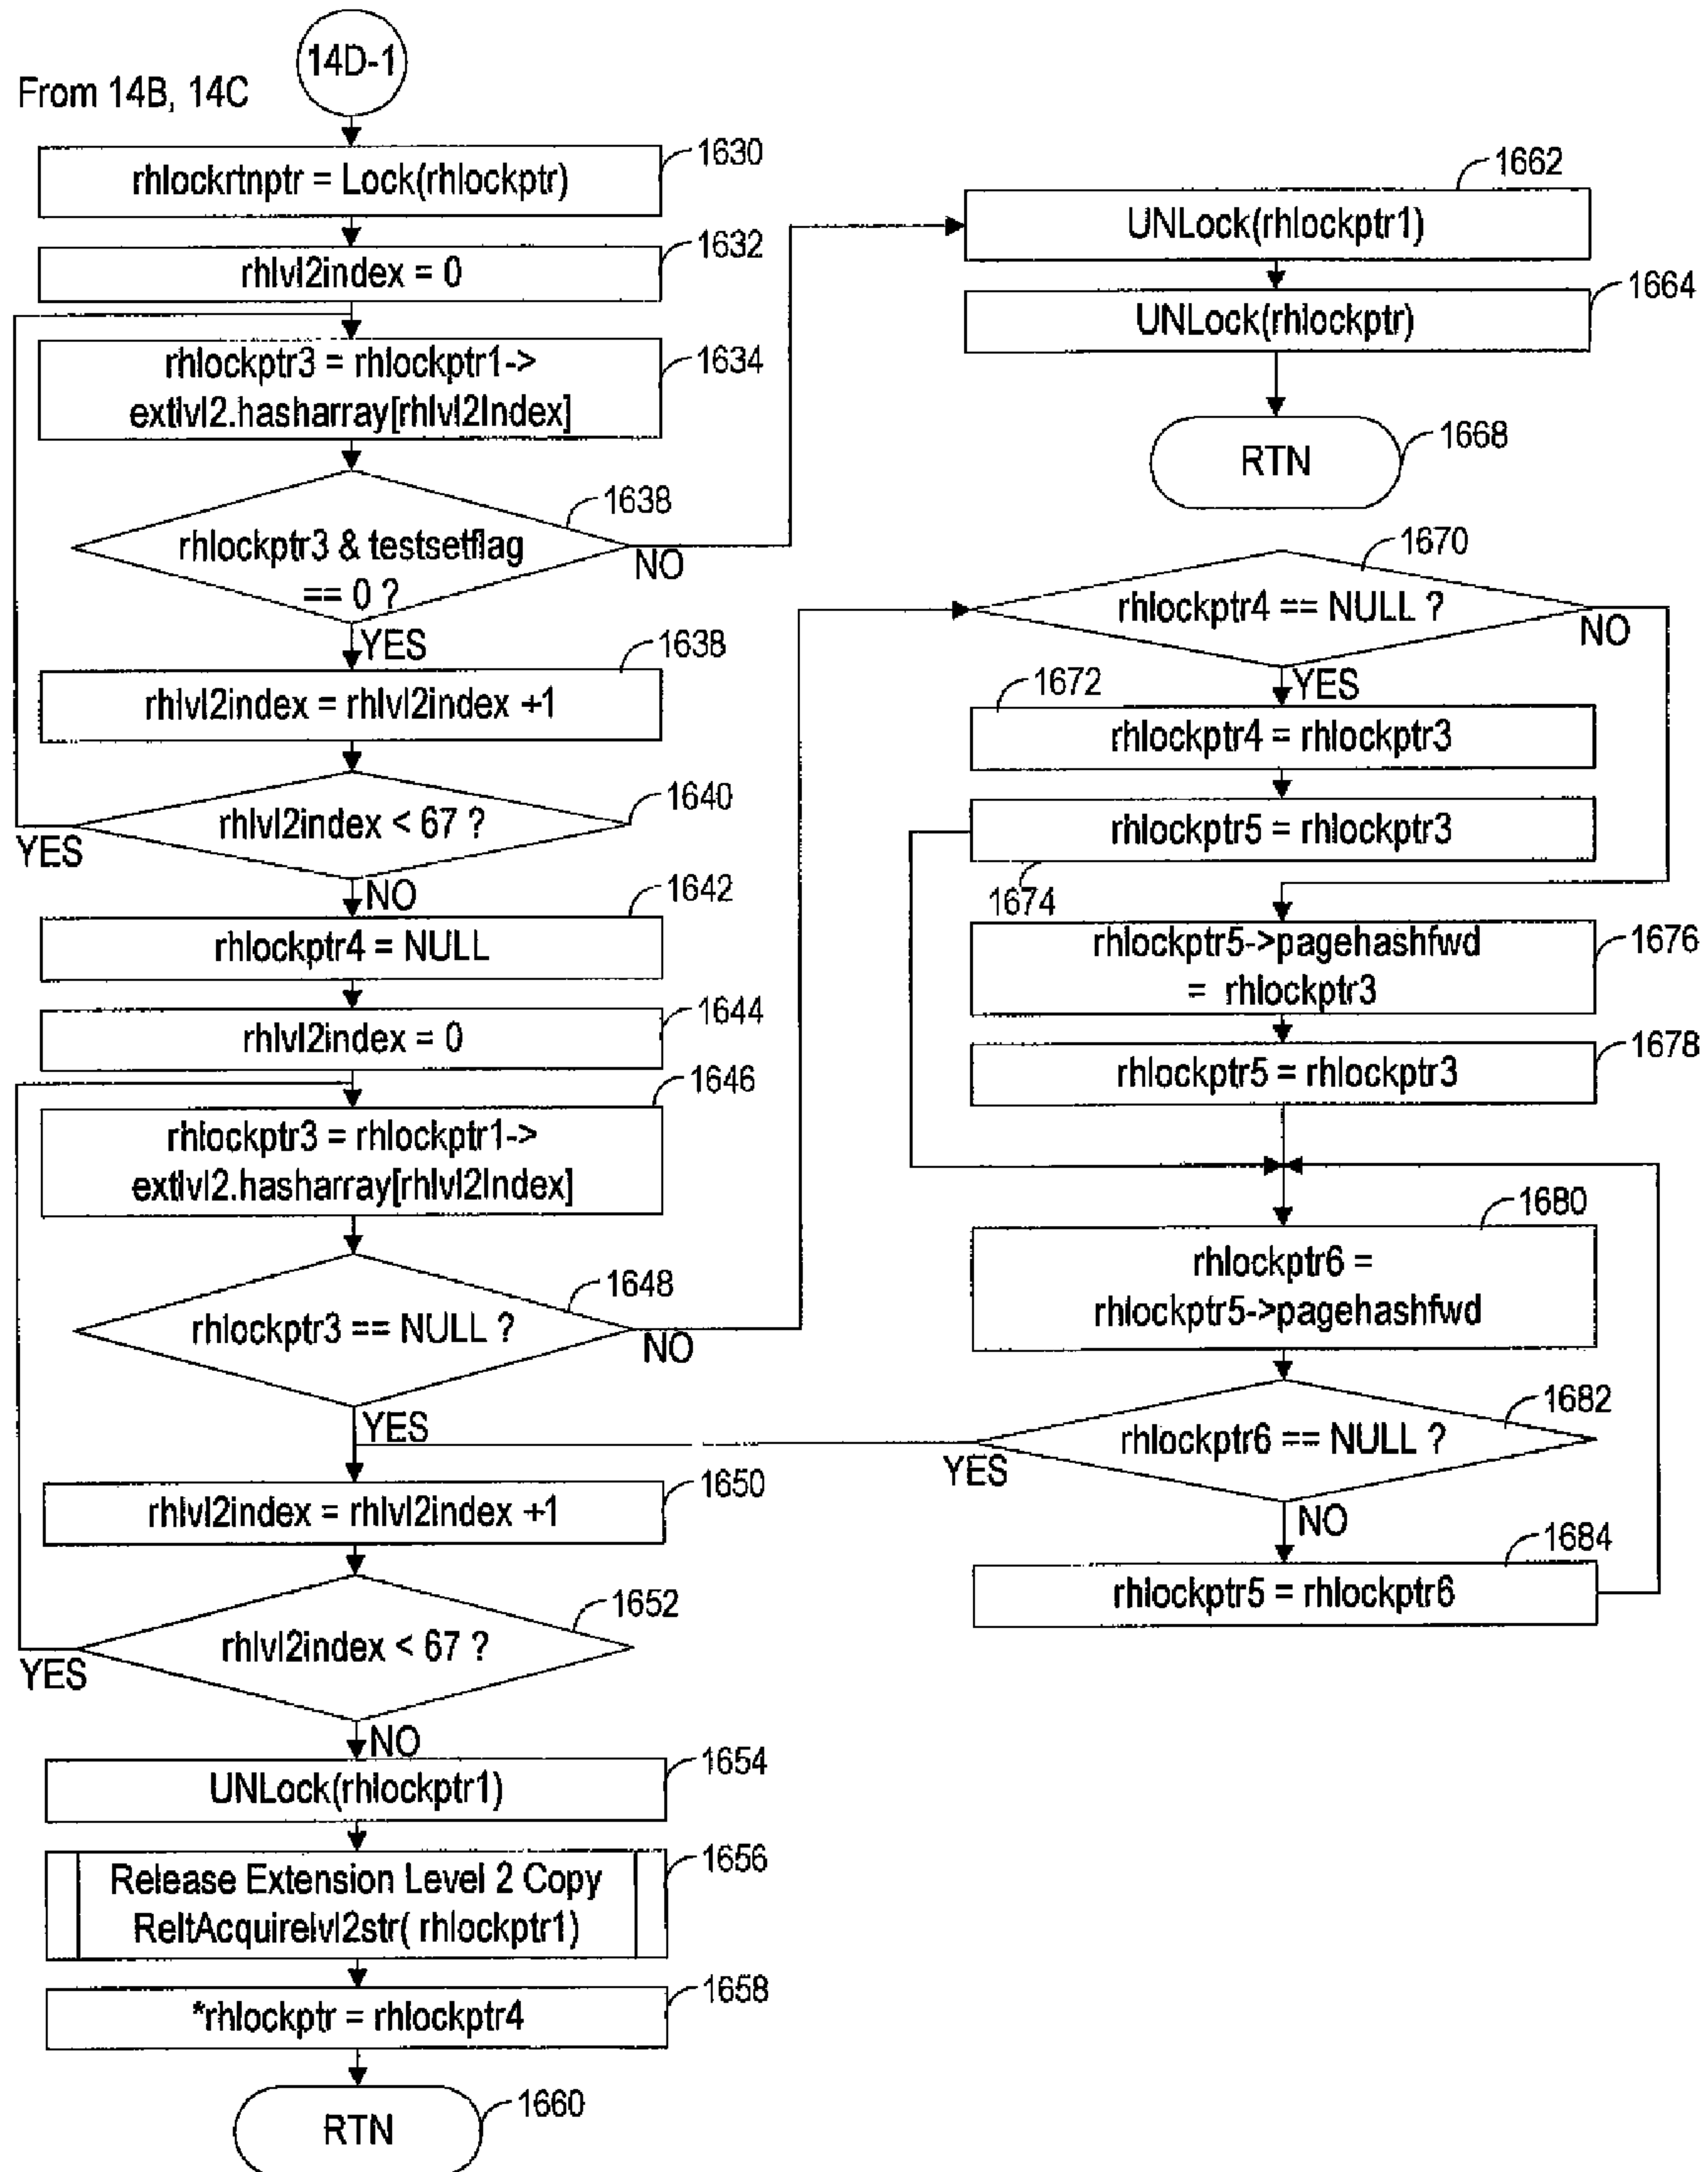 14D-1
From 14B, 14C
1630
rhlockrtnptr = Lock(rhlockptr)
1632
rhlvl2index = 0
1634
rhlockptr3 = rhlockptr1->
extlvl2.hasharray[rhlvl2Index]
1638
rhlockptr3 & testsetflag
== 0 ?
NO
YES
1638
rhlvl2index = rhlvl2index +1
1640
rhlvl2index < 67 ?
YES
NO
1642
rhlockptr4 = NULL
1644
rhlvl2index = 0
1646
rhlockptr3 = rhlockptr1->
extlvl2.hasharray[rhlvl2Index]
1648
rhlockptr3 == NULL ?
NO
YES
1650
rhlvl2index = rhlvl2index +1
1652
rhlvl2index < 67 ?
YES
NO
1654
UNLock(rhlockptr1)
1656
Release Extension Level 2 Copy
ReltAcquirelvl2str( rhlockptr1)
1658
*rhlockptr = rhlockptr4
1660
RTN
1662
UNLock(rhlockptr1)
1664
UNLock(rhlockptr)
1668
RTN
1670
rhlockptr4 == NULL ?
NO
YES
1672
rhlockptr4 = rhlockptr3
rhlockptr5 = rhlockptr3
1674
rhlockptr5->pagehashfwd
= rhlockptr3
1676
1678
rhlockptr5 = rhlockptr3
1680
rhlockptr6 =
rhlockptr5->pagehashfwd
1682
rhlockptr6 == NULL ?
YES
NO
1684
rhlockptr5 = rhlockptr6